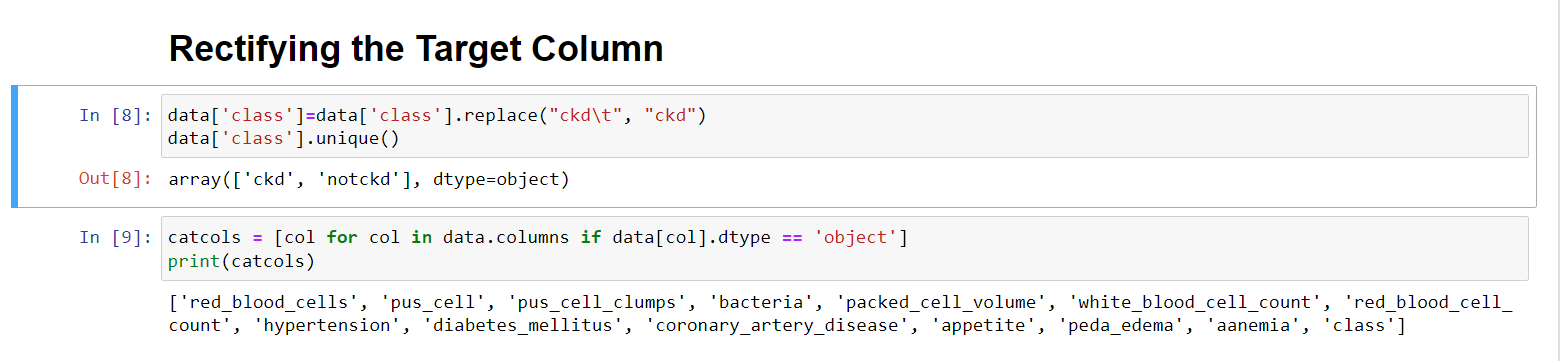 Rectifying the Target Column
In [8]: data['class']=data['class'].replace("ckd\t", "ckd")
data['class'].unique()
Out[8]: array(['ckd', 'notckd'], dtype=object)
In [9]: catcols = [col for col in data.columns if data[col].dtype == 'object']
print(catcols)
['red_blood_cells', 'pus_cell', 'pus_cell_clumps', 'bacteria', 'packed_cell_volume', 'white_blood_cell_count', 'red_blood_cell_
count', 'hypertension', 'diabetes_mellitus', 'coronary_artery_disease', 'appetite', 'peda_edema', 'aanemia', 'class']